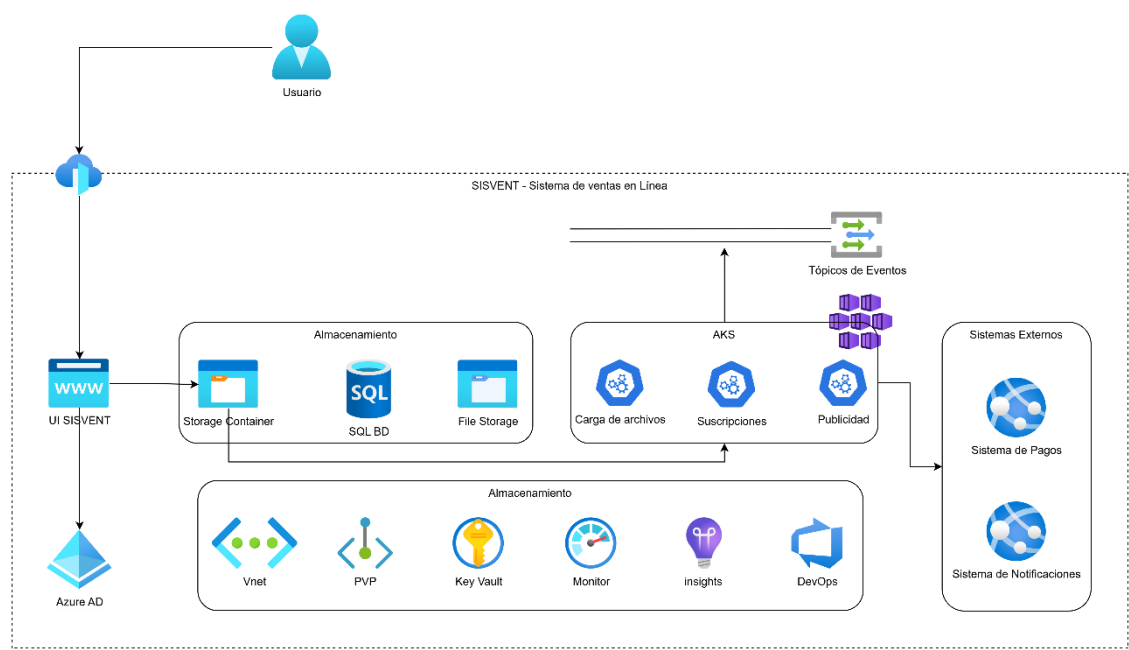 Usuario
SISVENT - Sistema de ventas en Línea
Tópicos de Eventos
Almacenamiento
AKS
Sistemas Externos
WWW
SQL
UI SISVENT
Storage Container
SQL BD
File Storage
Carga de archivos
Suscripciones
Publicidad
Sistema de Pagos
Almacenamiento
Vnet
PVP
Key Vault
Monitor
insights
DevOps
Sistema de Notificaciones
Azure AD